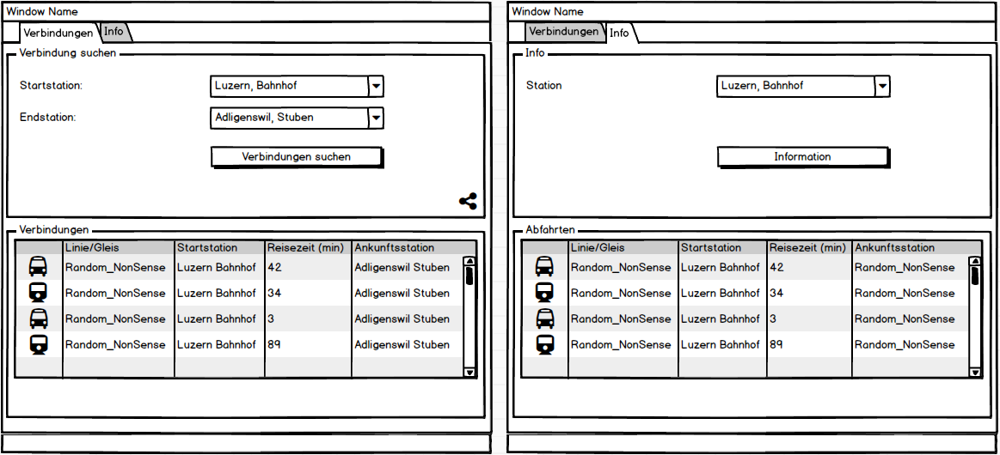 Window Name
Verbindungen Info
Verbindung suchen
Startstation: Luzern, Bahnhof
Endstation: Adligenswil, Stuben
Verbindungen suchen
Verbindungen
Linie/Gleis Startstation Reisezeit (min) Ankunftsstation
Random_NonSense Luzern Bahnhof 42 Adligenswil Stuben
Random_NonSense Luzern Bahnhof 34 Adligenswil Stuben
Random_NonSense Luzern Bahnhof 3 Adligenswil Stuben
Random_NonSense Luzern Bahnhof 89 Adligenswil Stuben
Window Name
Verbindungen Info
Info
Station Luzern, Bahnhof
Information
Abfahrten
Linie/Gleis Startstation Reisezeit (min) Ankunftsstation
Random_NonSense Luzern Bahnhof 42 Random_NonSense
Random_NonSense Luzern Bahnhof 34 Random_NonSense
Random_NonSense Luzern Bahnhof 3 Random_NonSense
Random_NonSense Luzern Bahnhof 89 Random_NonSense